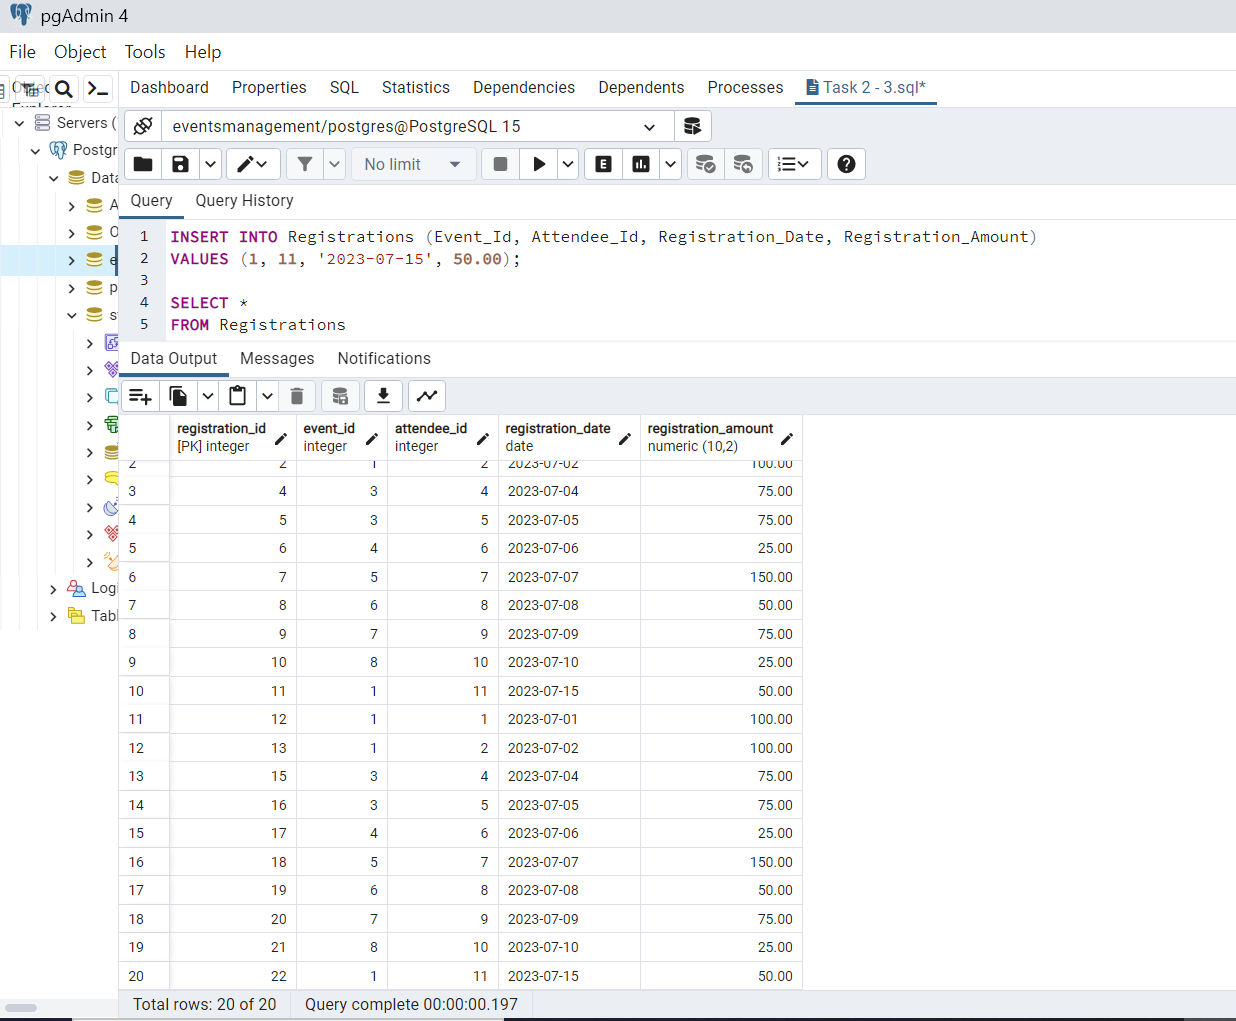 pgAdmin 4
File Object Tools Help
Dashboard Properties SQL Statistics Dependencies Dependents Processes Task 2 - 3.sql*
Servers (
Postgr
Data
A
O
e
p
s
Logi
Tabl
eventsmanagement/postgres@PostgreSQL 15
No limit
E
Query Query History
1 INSERT INTO Registrations (Event_Id, Attendee_Id, Registration_Date, Registration_Amount)
2 VALUES (1, 11, '2023-07-15', 50.00);
3
4 SELECT *
5 FROM Registrations
Data Output Messages Notifications
registration_id event_id attendee_id registration_date registration_amount
[PK] integer integer integer date numeric (10,2)
2 2 1 2 2023-07-02 100.00
3 4 3 4 2023-07-04 75.00
4 5 3 5 2023-07-05 75.00
5 6 4 6 2023-07-06 25.00
6 7 5 7 2023-07-07 150.00
7 8 6 8 2023-07-08 50.00
8 9 7 9 2023-07-09 75.00
9 10 8 10 2023-07-10 25.00
10 11 1 11 2023-07-15 50.00
11 12 1 1 2023-07-01 100.00
12 13 1 2 2023-07-02 100.00
13 15 3 4 2023-07-04 75.00
14 16 3 5 2023-07-05 75.00
15 17 4 6 2023-07-06 25.00
16 18 5 7 2023-07-07 150.00
17 19 6 8 2023-07-08 50.00
18 20 7 9 2023-07-09 75.00
19 21 8 10 2023-07-10 25.00
20 22 1 11 2023-07-15 50.00
Total rows: 20 of 20 Query complete 00:00:00.197